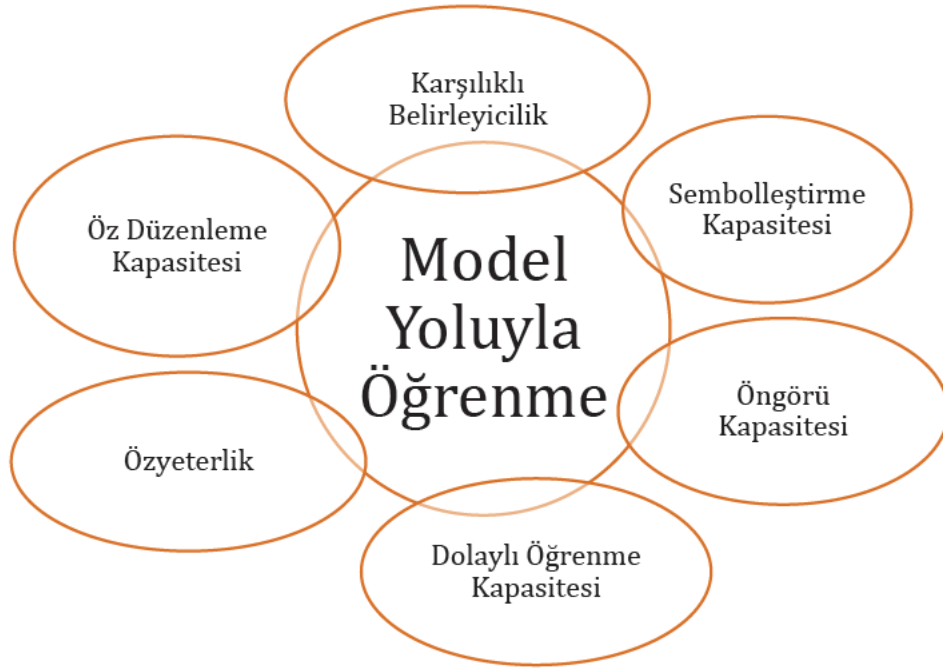 Karşılıklı
Belirleyicilik
Sembolleştirme
Kapasitesi
Öngörü
Kapasitesi
Dolaylı Öğrenme
Kapasitesi
Özyeterlik
Öz Düzenleme
Kapasitesi
Model
Yoluyla
Öğrenme